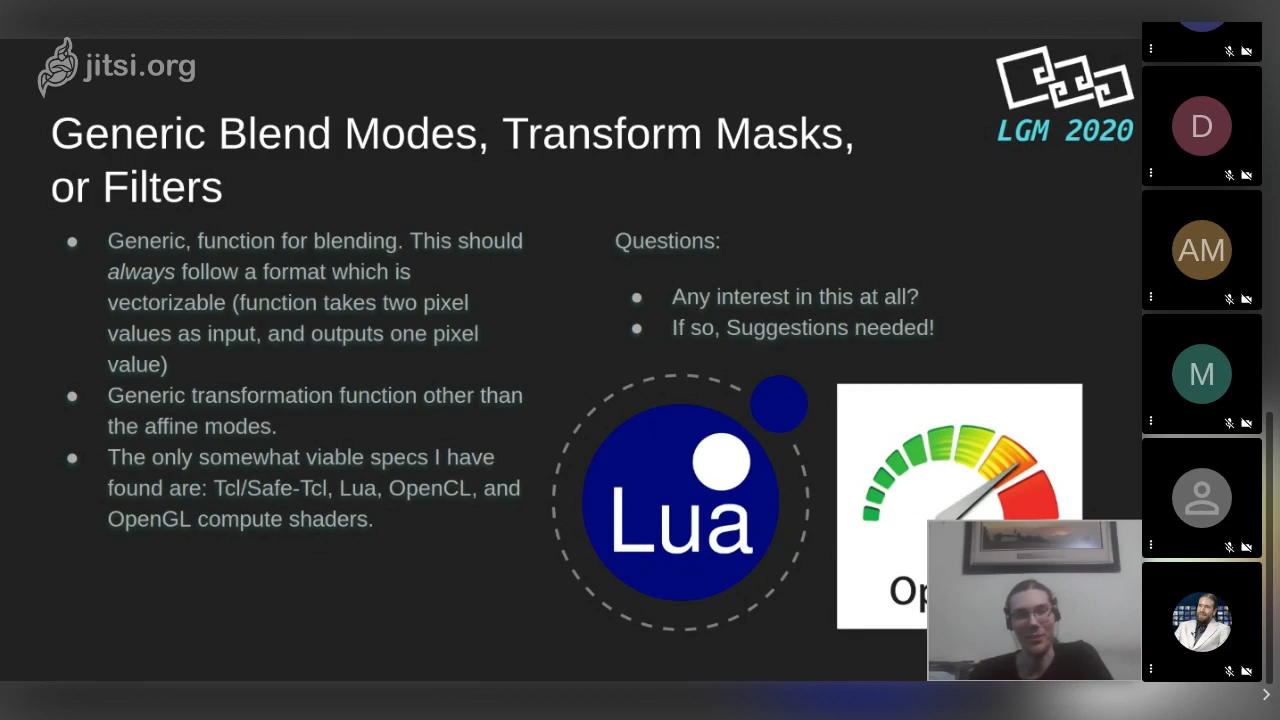 jitsi.org
LGM 2020
Generic Blend Modes, Transform Masks,
or Filters
● Generic, function for blending. This should
always follow a format which is
vectorizable (function takes two pixel
values as input, and outputs one pixel
value)
● Generic transformation function other than
the affine modes.
● The only somewhat viable specs I have
found are: Tcl/Safe-Tcl, Lua, OpenCL, and
OpenGL compute shaders.
Questions:
● Any interest in this at all?
● If so, Suggestions needed!
Lua
Op
D
AM
M